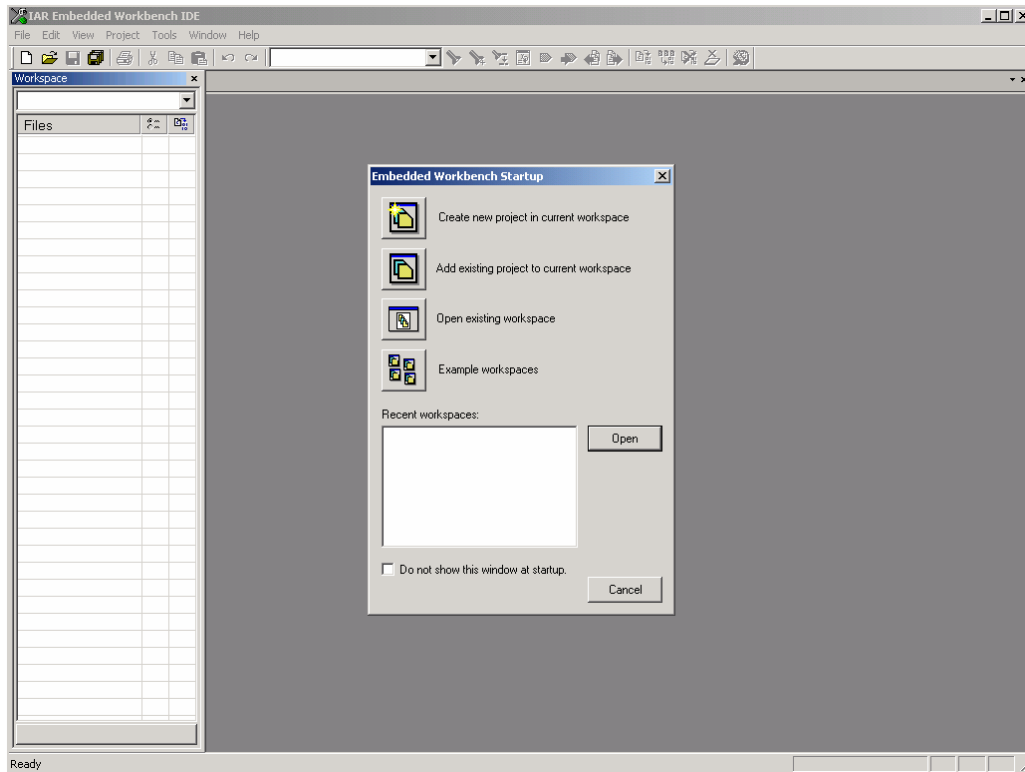 IAR Embedded Workbench IDE
File Edit View Project Tools Window Help
Workspace
Files
Embedded Workbench Startup
Create new project in current workspace
Add existing project to current workspace
Open existing workspace
Example workspaces
Recent workspaces:
Open
Do not show this window at startup.
Cancel
Ready